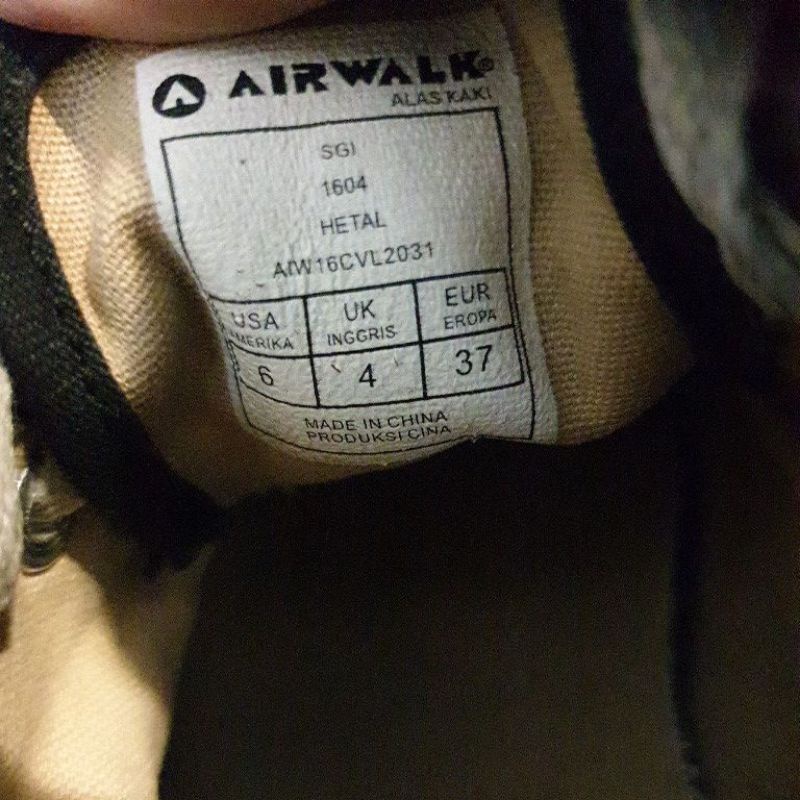 AIRWALK®
ALAS KAKI
SGI
1604
HETAL
AIW16CVL2031
USA UK EUR
AMERIKA INGGRIS EROPA
6 4 37
MADE IN CHINA
PRODUKSI CINA